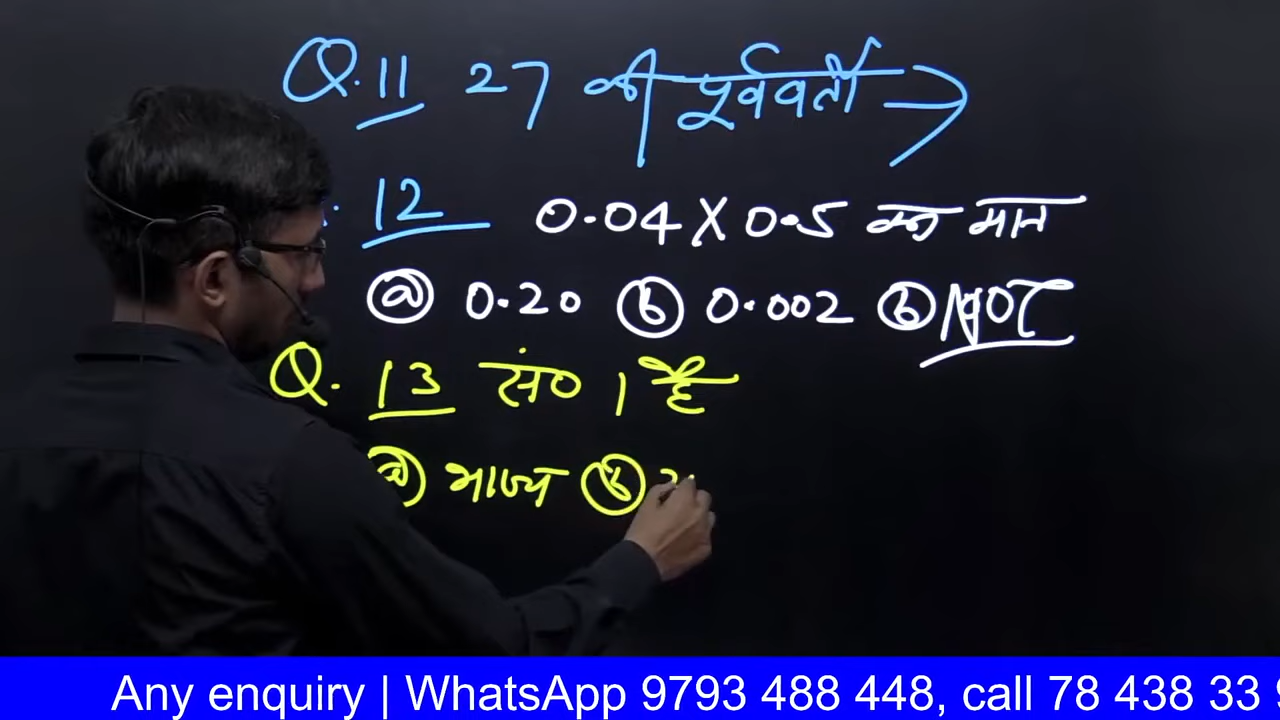 Q.11 27 की पूर्ववर्ती →
. 12 0.04 X 0.5 का मान
(a) 0.20 (b) 0.002 (b)
Q. 13 सं० 1 है
(a) भाज्य (b)
Any enquiry | WhatsApp 9793 488 448, call 78 438 33